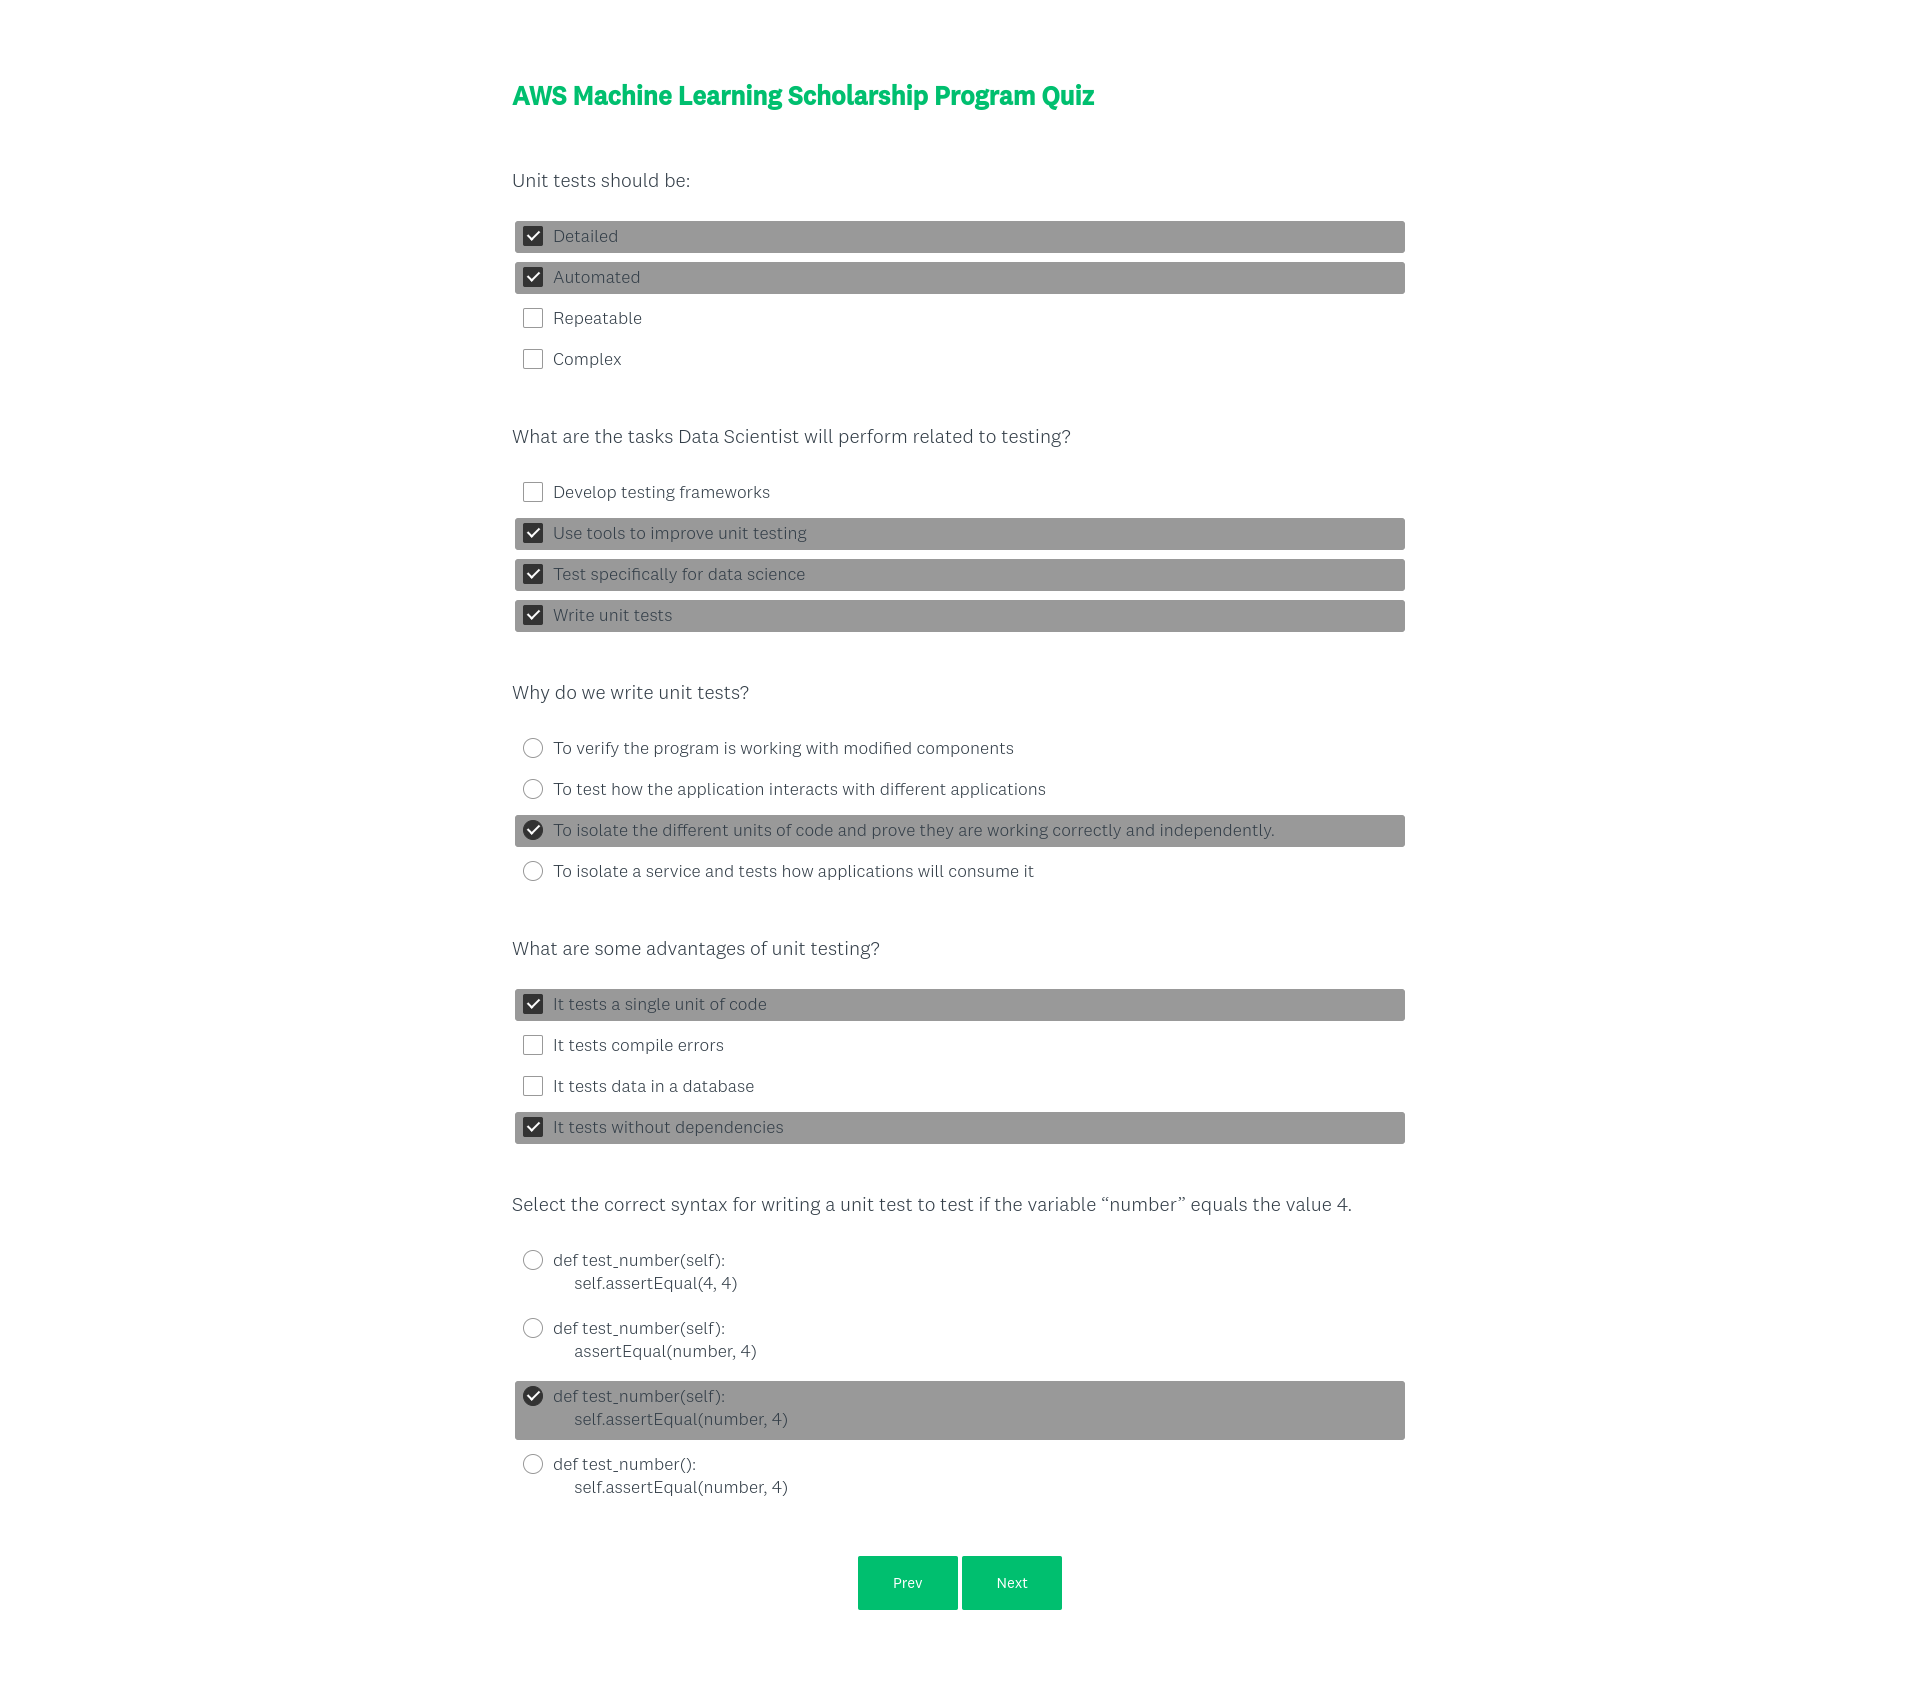 AWS Machine Learning Scholarship Program Quiz
Unit tests should be:
Detailed
Automated
Repeatable
Complex
What are the tasks Data Scientist will perform related to testing?
Develop testing frameworks
Use tools to improve unit testing
Test specifically for data science
Write unit tests
Why do we write unit tests?
To verify the program is working with modified components
To test how the application interacts with different applications
To isolate the different units of code and prove they are working correctly and independently.
To isolate a service and tests how applications will consume it
What are some advantages of unit testing?
It tests a single unit of code
It tests compile errors
It tests data in a database
It tests without dependencies
Select the correct syntax for writing a unit test to test if the variable “number” equals the value 4.
def test_number(self):
self.assertEqual(4, 4)
def test_number(self):
assertEqual(number, 4)
def test_number(self):
self.assertEqual(number, 4)
def test_number():
self.assertEqual(number, 4)
Prev Next